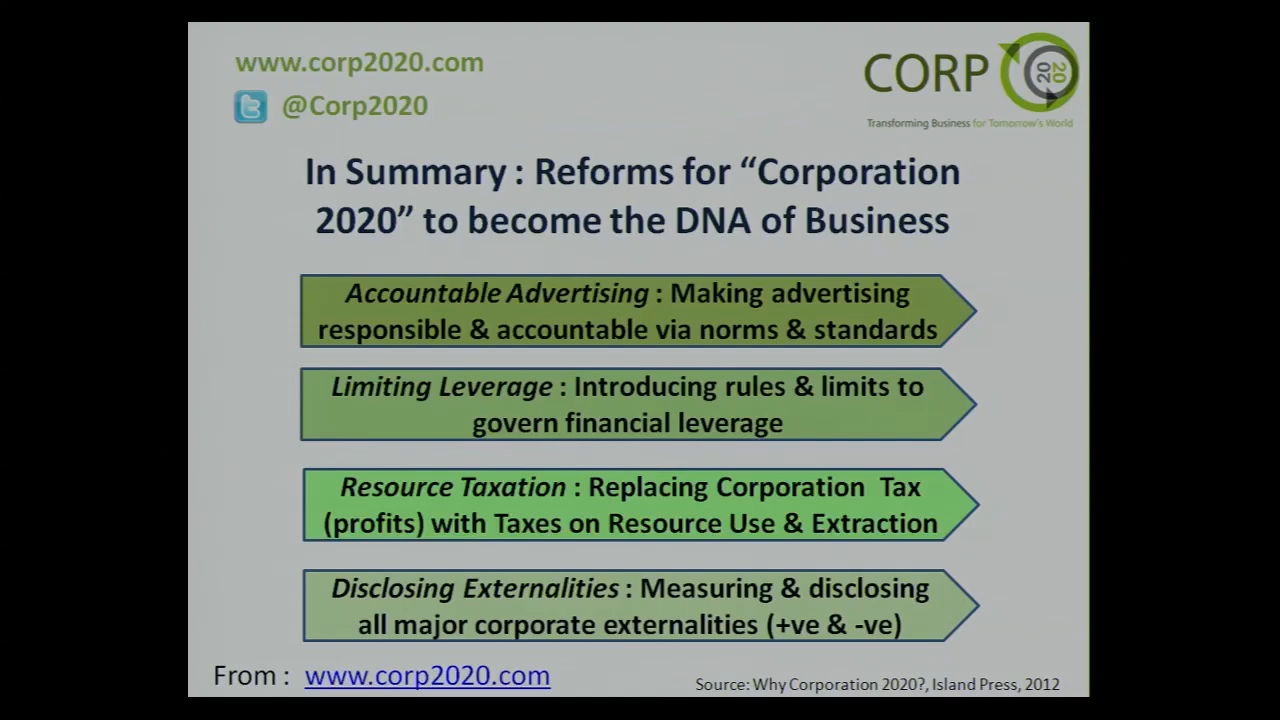 www.corp2020.com
@Corp2020
CORP 2020
Transforming Business for Tomorrow's World
In Summary : Reforms for “Corporation
2020” to become the DNA of Business
Accountable Advertising : Making advertising
responsible & accountable via norms & standards
Limiting Leverage : Introducing rules & limits to
govern financial leverage
Resource Taxation : Replacing Corporation Tax
(profits) with Taxes on Resource Use & Extraction
Disclosing Externalities : Measuring & disclosing
all major corporate externalities (+ve & -ve)
From : www.corp2020.com
Source: Why Corporation 2020?, Island Press, 2012